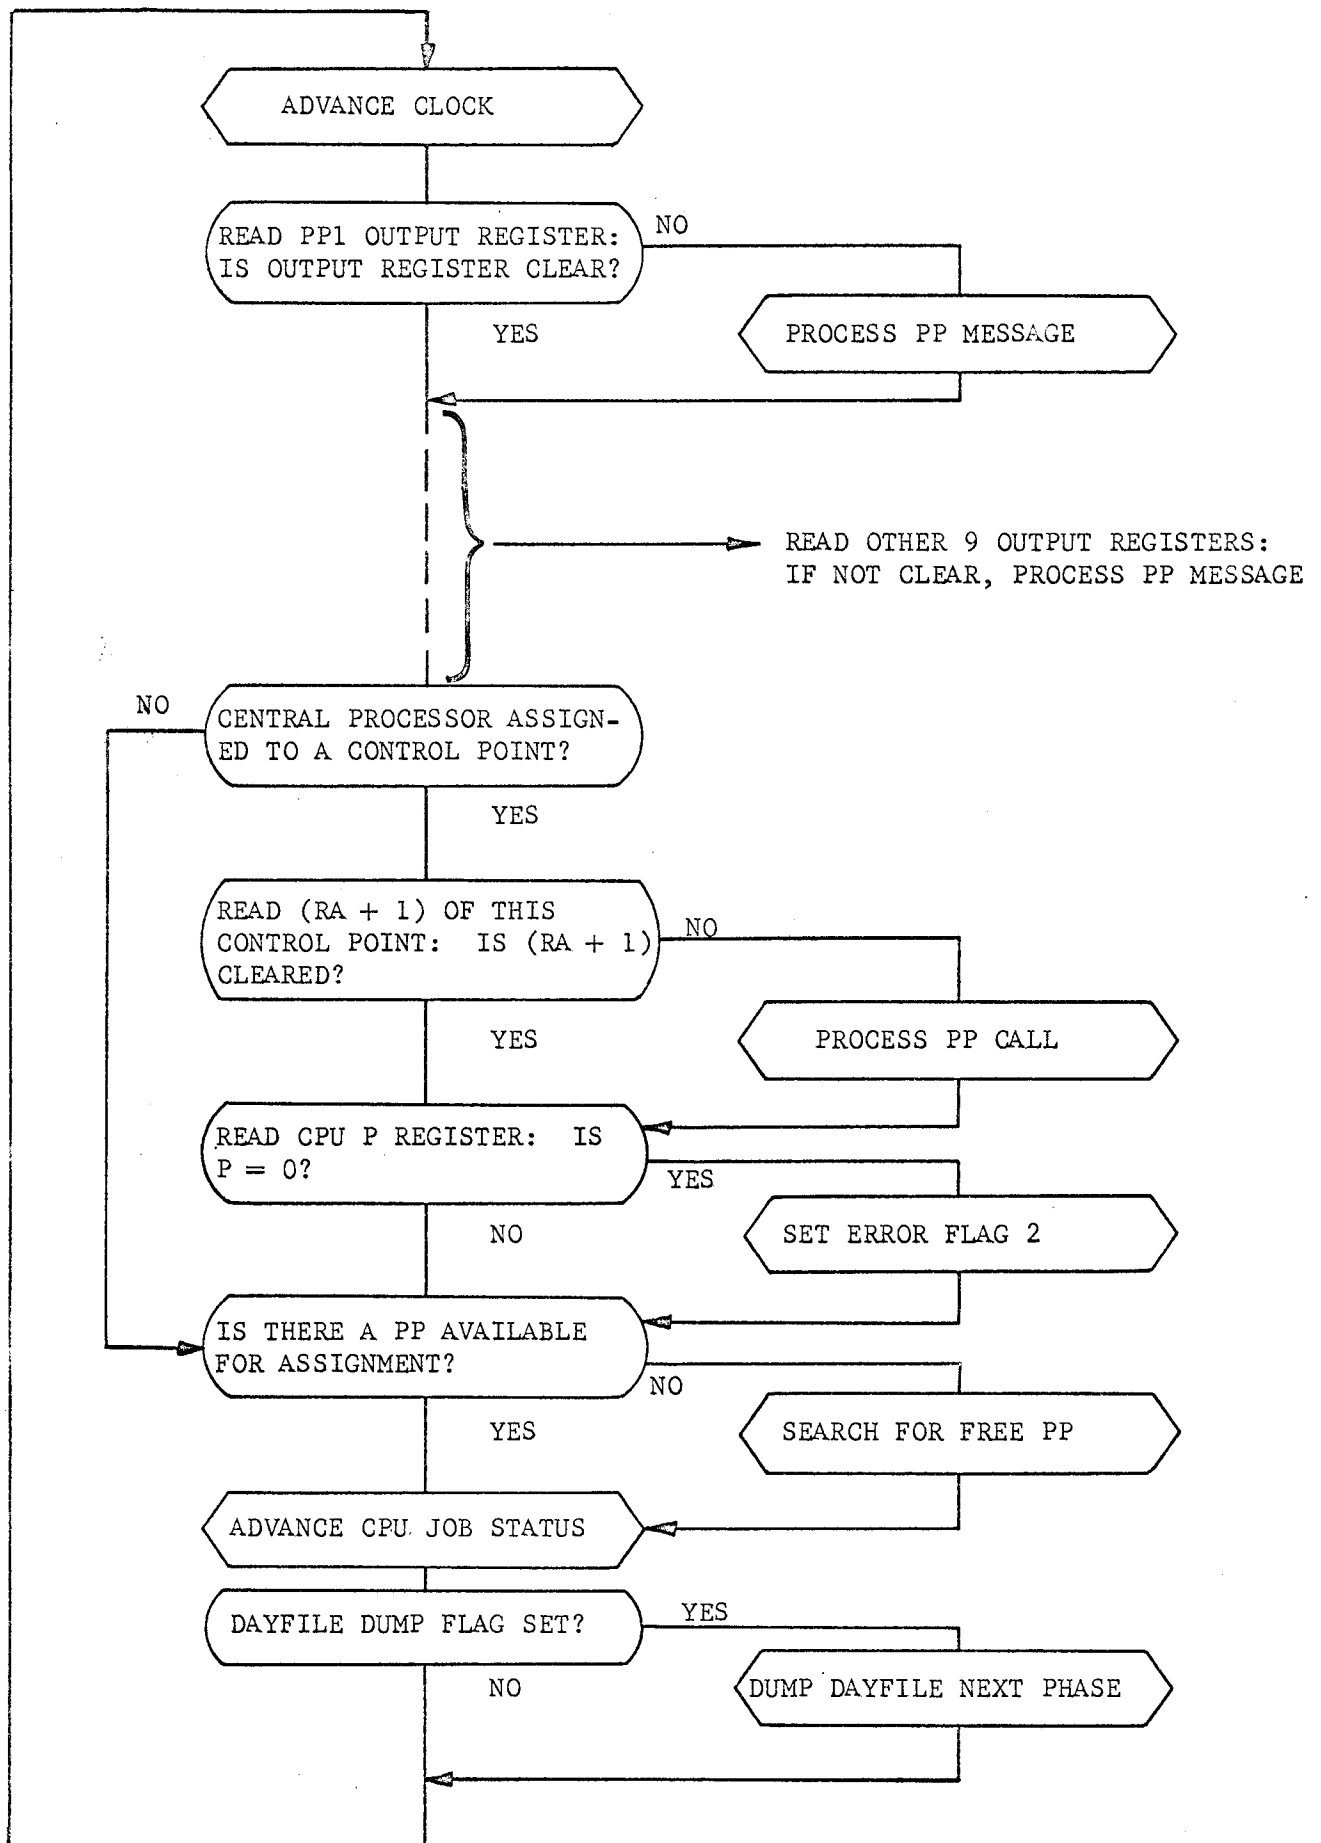 ADVANCE CLOCK
READ PP1 OUTPUT REGISTER:
IS OUTPUT REGISTER CLEAR?
NO
YES
PROCESS PP MESSAGE
READ OTHER 9 OUTPUT REGISTERS:
IF NOT CLEAR, PROCESS PP MESSAGE
NO
CENTRAL PROCESSOR ASSIGN-
ED TO A CONTROL POINT?
YES
READ (RA + 1) OF THIS
CONTROL POINT: IS (RA + 1)
CLEARED?
NO
YES
PROCESS PP CALL
READ CPU P REGISTER: IS
P = 0?
YES
NO
SET ERROR FLAG 2
IS THERE A PP AVAILABLE
FOR ASSIGNMENT?
NO
YES
SEARCH FOR FREE PP
ADVANCE CPU JOB STATUS
DAYFILE DUMP FLAG SET?
YES
NO
DUMP DAYFILE NEXT PHASE